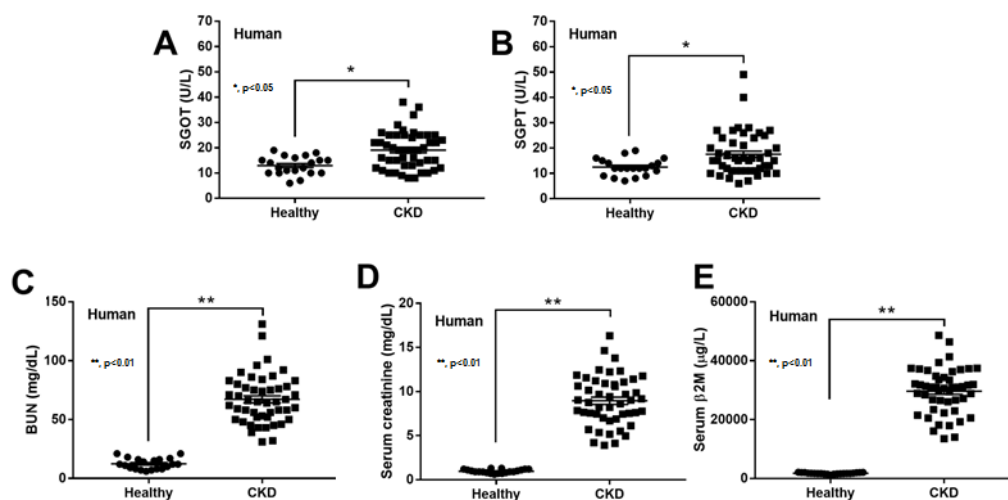 A
Human
SGOT (U/L)
70
60
50
40
30
20
10
0
*
*, p<0.05
Healthy
CKD
B
Human
SGPT (U/L)
70
60
50
40
30
20
10
0
*
*, p<0.05
Healthy
CKD
C
Human
BUN (mg/dL)
150
100
50
0
**
**, p<0.01
Healthy
CKD
D
Human
Serum creatinine (mg/dL)
20
15
10
5
0
**
**, p<0.01
Healthy
CKD
E
Human
Serum β2M (μg/L)
60000
40000
20000
0
**
**, p<0.01
Healthy
CKD